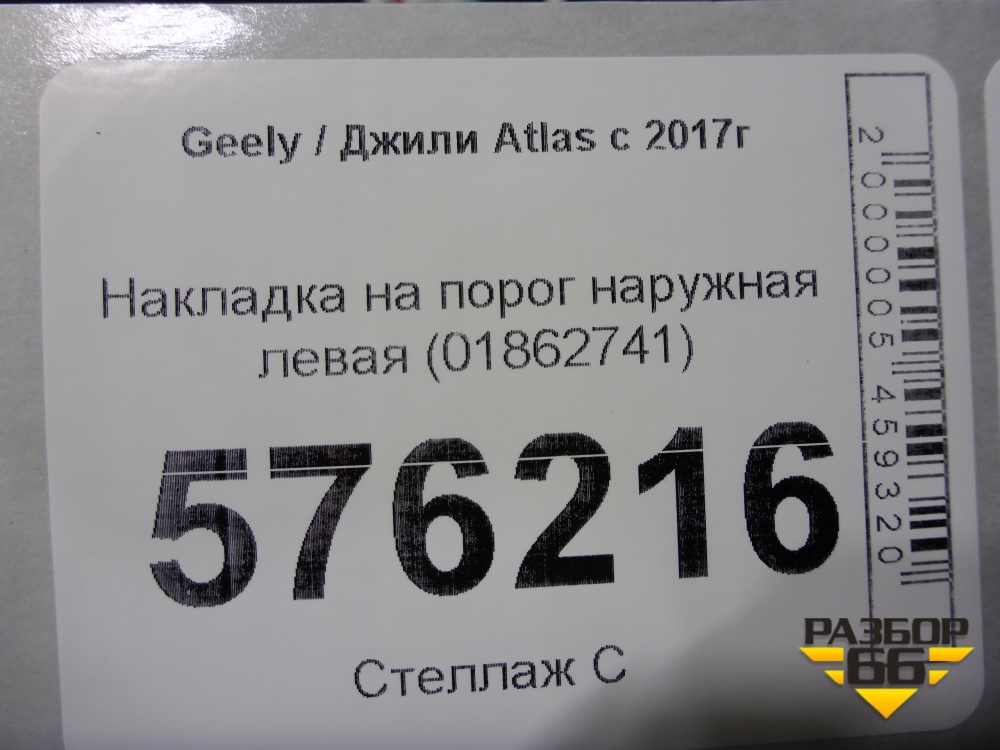 Geely / Джили Atlas с 2017г
Накладка на порог наружная
левая (01862741)
576216
Стеллаж С
2000005459320
РАЗБОР
66